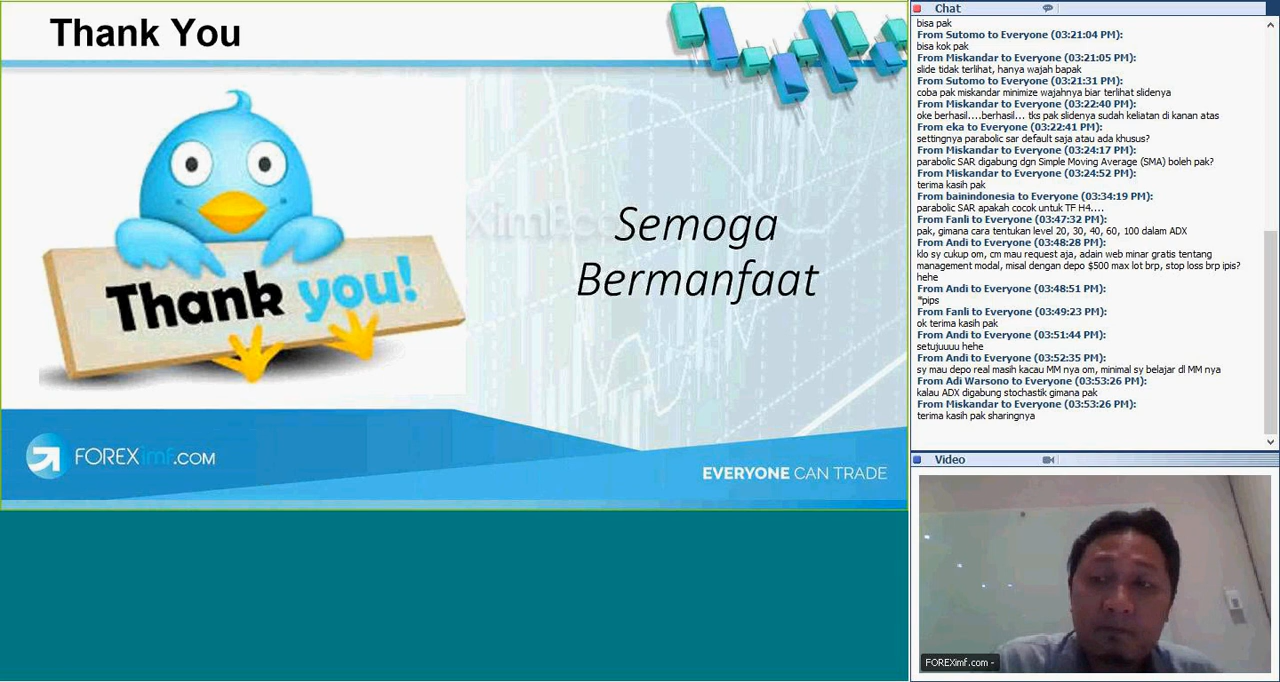 Thank You
Semoga
Bermanfaat
Thank you!
FOREXimf.COM
EVERYONE CAN TRADE
Chat
bisa pak
From Sutomo to Everyone (03:21:04 PM):
bisa kok pak
From Miskandar to Everyone (03:21:05 PM):
slide tidak terlihat, hanya wajah bapak
From Sutomo to Everyone (03:21:31 PM):
coba pak miskandar minimize wajahnya biar terlihat slidenya
From Miskandar to Everyone (03:22:40 PM):
oke berhasil....berhasil... tks pak slidenya sudah keliatan di kanan atas
From eka to Everyone (03:22:41 PM):
settingnya parabolic sar default saja atau ada khusus?
From Miskandar to Everyone (03:24:17 PM):
parabolic SAR digabung dgn Simple Moving Average (SMA) boleh pak?
From Miskandar to Everyone (03:24:52 PM):
terima kasih pak
From bainindonesia to Everyone (03:34:19 PM):
parabolic SAR apakah cocok untuk TF H4....
From Fanli to Everyone (03:47:32 PM):
pak, gimana cara tentukan level 20, 30, 40, 60, 100 dalam ADX
From Andi to Everyone (03:48:28 PM):
klo sy cukup om, cm mau request aja, adain web minar gratis tentang
management modal, misal dengan depo $500 max lot brp, stop loss brp ipis?
hehe
From Andi to Everyone (03:48:51 PM):
*pips
From Fanli to Everyone (03:49:23 PM):
ok terima kasih pak
From Andi to Everyone (03:51:44 PM):
setujuuuu hehe
From Andi to Everyone (03:52:35 PM):
sy mau depo real masih kacau MM nya om, minimal sy belajar dl MM nya
From Adi Warsono to Everyone (03:53:26 PM):
kalau ADX digabung stochastik gimana pak
From Miskandar to Everyone (03:53:26 PM):
terima kasih pak sharingnya
Video
FOREXimf.com -